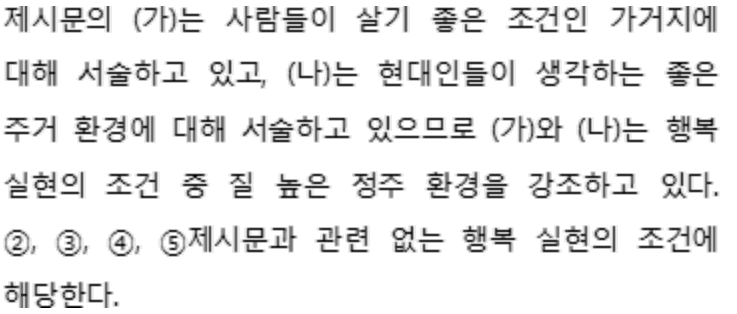 제시문의 (가)는 사람들이 살기 좋은 조건인 가거지에
대해 서술하고 있고, (나)는 현대인들이 생각하는 좋은
주거 환경에 대해 서술하고 있으므로 (가)와 (나)는 행복
실현의 조건 중 질 높은 정주 환경을 강조하고 있다.
②, ③, ④, ⑤제시문과 관련 없는 행복 실현의 조건에
해당한다.